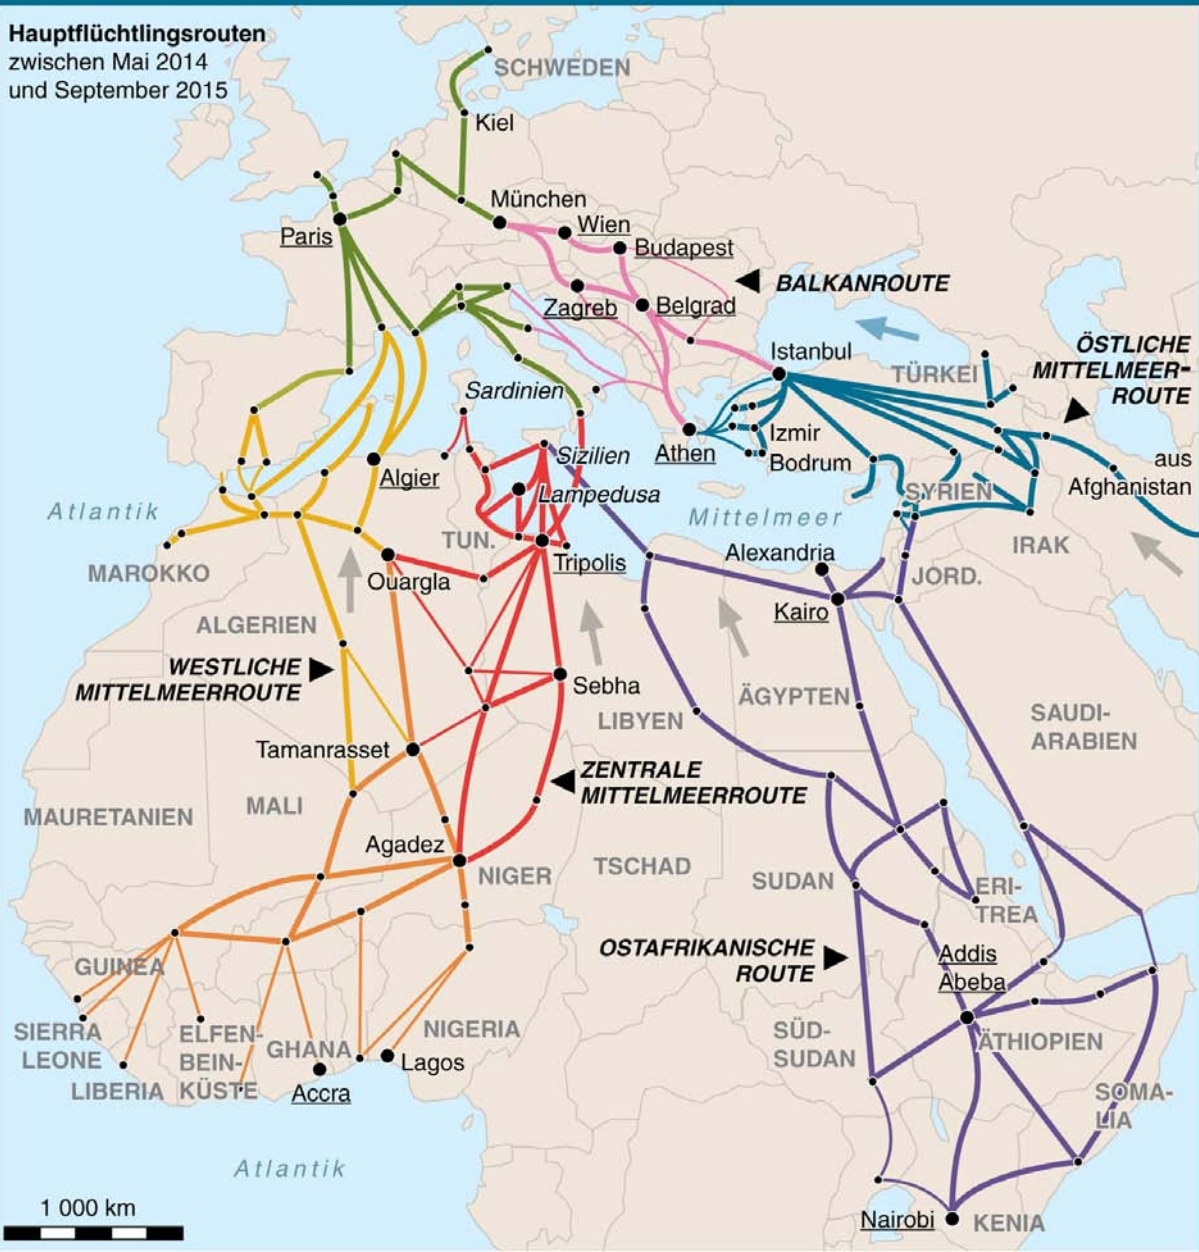 Hauptflüchtlingsrouten
zwischen Mai 2014
und September 2015
SCHWEDEN
Kiel
München
Wien
Paris
Budapest
BALKANROUTE
Zagreb
Belgrad
Istanbul
ÖSTLICHE
MITTELMEER-
ROUTE
TÜRKEI
Sardinien
Izmir
Athen
Bodrum
Sizilien
aus
Afghanistan
Algier
Lampedusa
SYRIEN
Atlantik
Mittelmeer
TUN.
Tripolis
Alexandria
IRAK
MAROKKO
Ouargla
JORD.
Kairo
ALGERIEN
WESTLICHE
MITTELMEERROUTE
Sebha
LIBYEN
ÄGYPTEN
SAUDI-
ARABIEN
Tamanrasset
ZENTRALE
MITTELMEERROUTE
MAURETANIEN
MALI
Agadez
NIGER
TSCHAD
SUDAN
ERI-
TREA
OSTAFRIKANISCHE
ROUTE
Addis
Abeba
GUINEA
SIERRA
LEONE
LIBERIA
ELFEN-
BEIN-
KÜSTE
GHANA
NIGERIA
Lagos
Accra
SÜD-
SUDAN
ÄTHIOPIEN
SOMA-
LIA
Atlantik
1 000 km
Nairobi
KENIA